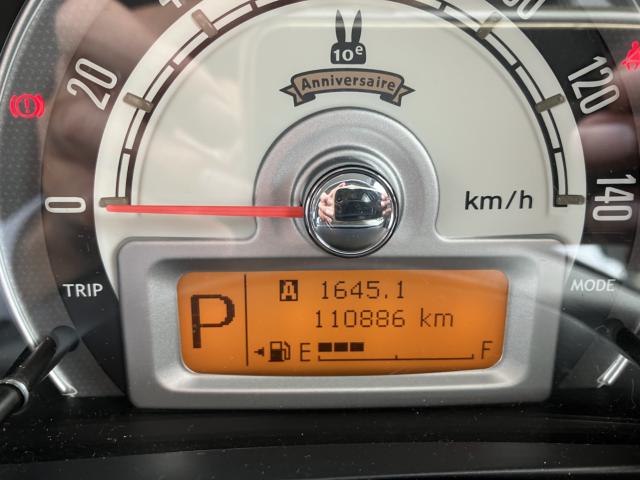 10e
Anniversaire
20
120
0
km/h
140
TRIP
MODE
A 1645.1
P
110886 km
E F